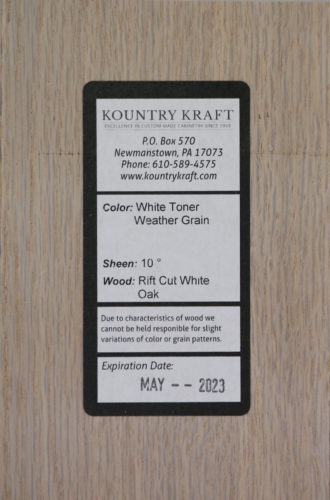 KOUNTRY KRAFT
EXCELLENCE IN CUSTOM MADE CABINETRY SINCE 1959
P.O. Box 570
Newmanstown, PA 17073
Phone: 610-589-4575
www.kountrykraft.com
Color: White Toner
Weather Grain
Sheen: 10 °
Wood: Rift Cut White
Oak
Due to characteristics of wood we
cannot be held responible for slight
variations of color or grain patterns.
Expiration Date:
MAY -- 2023